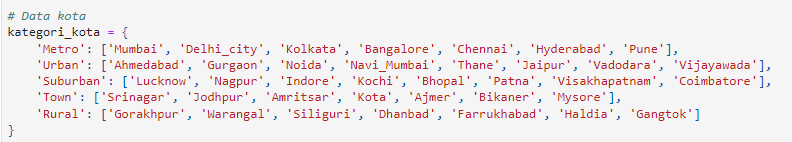 # Data kota
kategori_kota = {
    'Metro': ['Mumbai', 'Delhi_city', 'Kolkata', 'Bangalore', 'Chennai', 'Hyderabad', 'Pune'],
    'Urban': ['Ahmedabad', 'Gurgaon', 'Noida', 'Navi_Mumbai', 'Thane', 'Jaipur', 'Vadodara', 'Vijayawada'],
    'Suburban': ['Lucknow', 'Nagpur', 'Indore', 'Kochi', 'Bhopal', 'Patna', 'Visakhapatnam', 'Coimbatore'],
    'Town': ['Srinagar', 'Jodhpur', 'Amritsar', 'Kota', 'Ajmer', 'Bikaner', 'Mysore'],
    'Rural': ['Gorakhpur', 'Warangal', 'Siliguri', 'Dhanbad', 'Farrukhabad', 'Haldia', 'Gangtok']
}